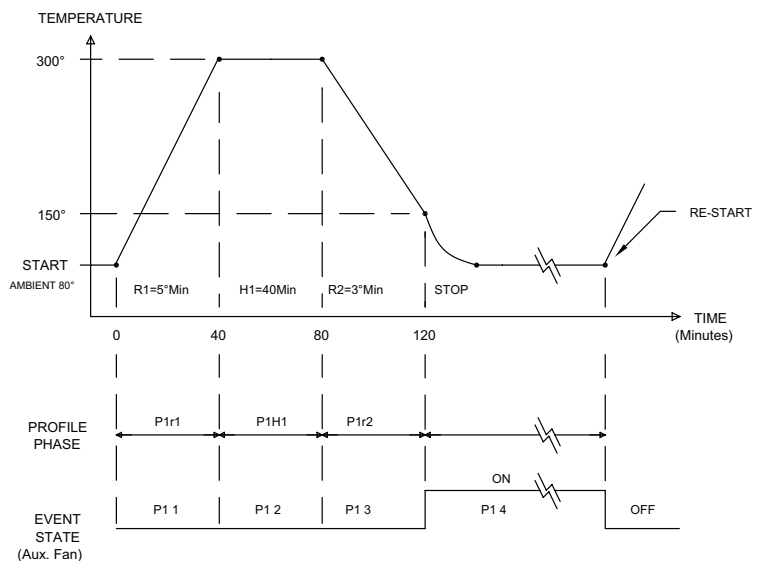 TEMPERATURE
300°
150°
START
AMBIENT 80°
R1=5°Min
H1=40Min
R2=3°Min
STOP
RE-START
0
40
80
120
TIME
(Minutes)
PROFILE
PHASE
P1r1
P1H1
P1r2
EVENT
STATE
(Aux. Fan)
P1 1
P1 2
P1 3
ON
P1 4
OFF